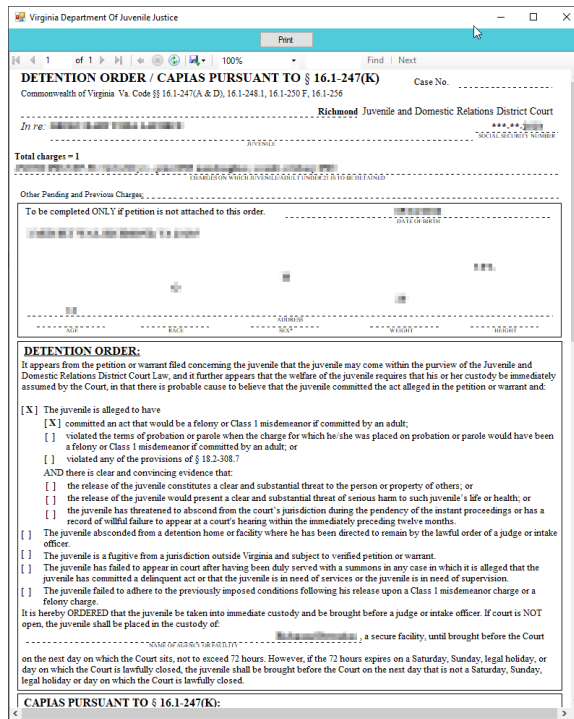 Virginia Department Of Juvenile Justice
Print
1 of 1 100% Find | Next
DETENTION ORDER / CAPIAS PURSUANT TO § 16.1-247(K) Case No.
Commonwealth of Virginia Va. Code §§ 16.1-247(A & D), 16.1-248.1, 16.1-250 F, 16.1-256
Richmond Juvenile and Domestic Relations District Court
In re: ***-**-
JUVENILE SOCIAL SECURITY NUMBER
Total charges = 1
CHARGES ON WHICH JUVENILE/ADULT UNDER 21 IS TO BE DETAINED
Other Pending and Previous Charges:
To be completed ONLY if petition is not attached to this order.
DATE OF BIRTH
ADDRESS
AGE RACE SEX* WEIGHT HEIGHT
DETENTION ORDER:
It appears from the petition or warrant filed concerning the juvenile that the juvenile may come within the purview of the Juvenile and
Domestic Relations District Court Law, and it further appears that the welfare of the juvenile requires that his or her custody be immediately
assumed by the Court, in that there is probable cause to believe that the juvenile committed the act alleged in the petition or warrant and:
[ X ] The juvenile is alleged to have
[ X ] committed an act that would be a felony or Class 1 misdemeanor if committed by an adult;
[ ] violated the terms of probation or parole when the charge for which he/she was placed on probation or parole would have been
a felony or Class 1 misdemeanor if committed by an adult; or
[ ] violated any of the provisions of § 18.2-308.7
AND there is clear and convincing evidence that:
[ ] the release of the juvenile constitutes a clear and substantial threat to the person or property of others; or
[ ] the release of the juvenile would present a clear and substantial threat of serious harm to such juvenile's life or health; or
[ ] the juvenile has threatened to abscond from the court's jurisdiction during the pendency of the instant proceedings or has a
record of willful failure to appear at a court's hearing within the immediately preceding twelve months.
[ ] The juvenile absconded from a detention home or facility where he has been directed to remain by the lawful order of a judge or intake
officer.
[ ] The juvenile is a fugitive from a jurisdiction outside Virginia and subject to verified petition or warrant.
[ ] The juvenile has failed to appear in court after having been duly served with a summons in any case in which it is alleged that the
juvenile has committed a delinquent act or that the juvenile is in need of services or the juvenile is in need of supervision.
[ ] The juvenile failed to adhere to the previously imposed conditions following his release upon a Class 1 misdemeanor charge or a
felony charge.
It is hereby ORDERED that the juvenile be taken into immediate custody and be brought before a judge or intake officer. If court is NOT
open, the juvenile shall be placed in the custody of:
, a secure facility, until brought before the Court
NAME OF AGENCY OR FACILITY
on the next day on which the Court sits, not to exceed 72 hours. However, if the 72 hours expires on a Saturday, Sunday, legal holiday, or
day on which the Court is lawfully closed, the juvenile shall be brought before the Court on the next day that is not a Saturday, Sunday,
legal holiday or day on which the Court is lawfully closed.
CAPIAS PURSUANT TO § 16.1-247(K):